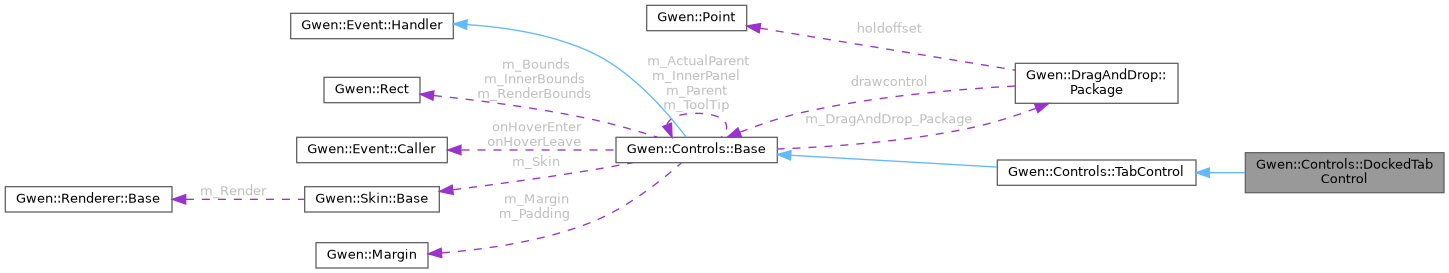 Gwen::Event::Handler
Gwen::Point
holdoffset
m_Bounds
m_InnerBounds
m_RenderBounds
m_ActualParent
m_InnerPanel
m_Parent
m_ToolTip
Gwen::Rect
drawcontrol
Gwen::DragAndDrop::
Package
m_DragAndDrop_Package
onHoverEnter
onHoverLeave
Gwen::Event::Caller
Gwen::Controls::Base
m_Skin
Gwen::Controls::TabControl
Gwen::Controls::DockedTab
Control
Gwen::Renderer::Base
m_Render
Gwen::Skin::Base
m_Margin
m_Padding
Gwen::Margin